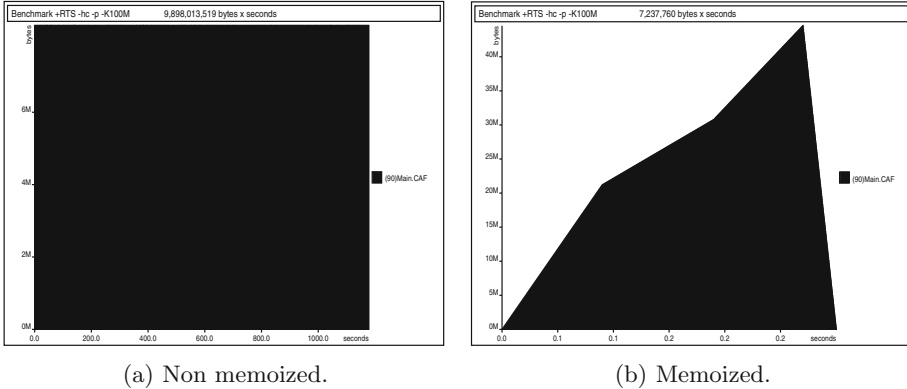 Benchmark +RTS -hc -p -K100M 9,898,013,519 bytes x seconds
bytes
6M
4M
2M
0M
0.0 200.0 400.0 600.0 800.0 1000.0 seconds
(90)Main.CAF
(a) Non memoized.
Benchmark +RTS -hc -p -K100M 7,237,760 bytes x seconds
bytes
40M
35M
30M
25M
20M
15M
10M
5M
0M
0.0 0.1 0.1 0.2 0.2 0.2 seconds
(90)Main.CAF
(b) Memoized.